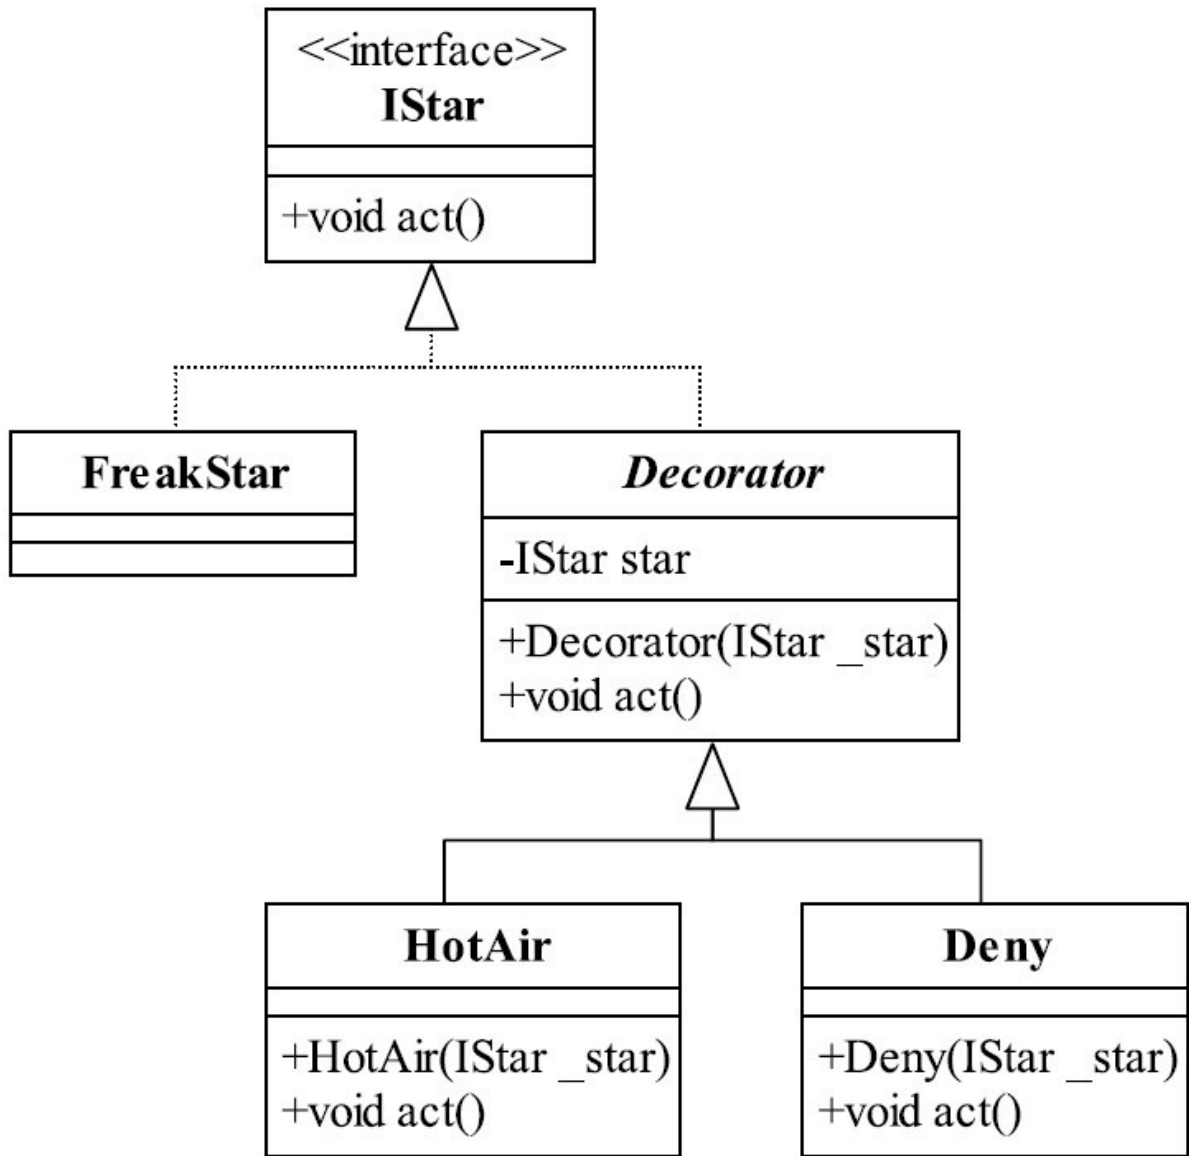 <<interface>>
IStar
+void act()
FreakStar
Decorator
-IStar star
+Decorator(IStar _star)
+void act()
HotAir
+HotAir(IStar _star)
+void act()
Deny
+Deny(IStar _star)
+void act()